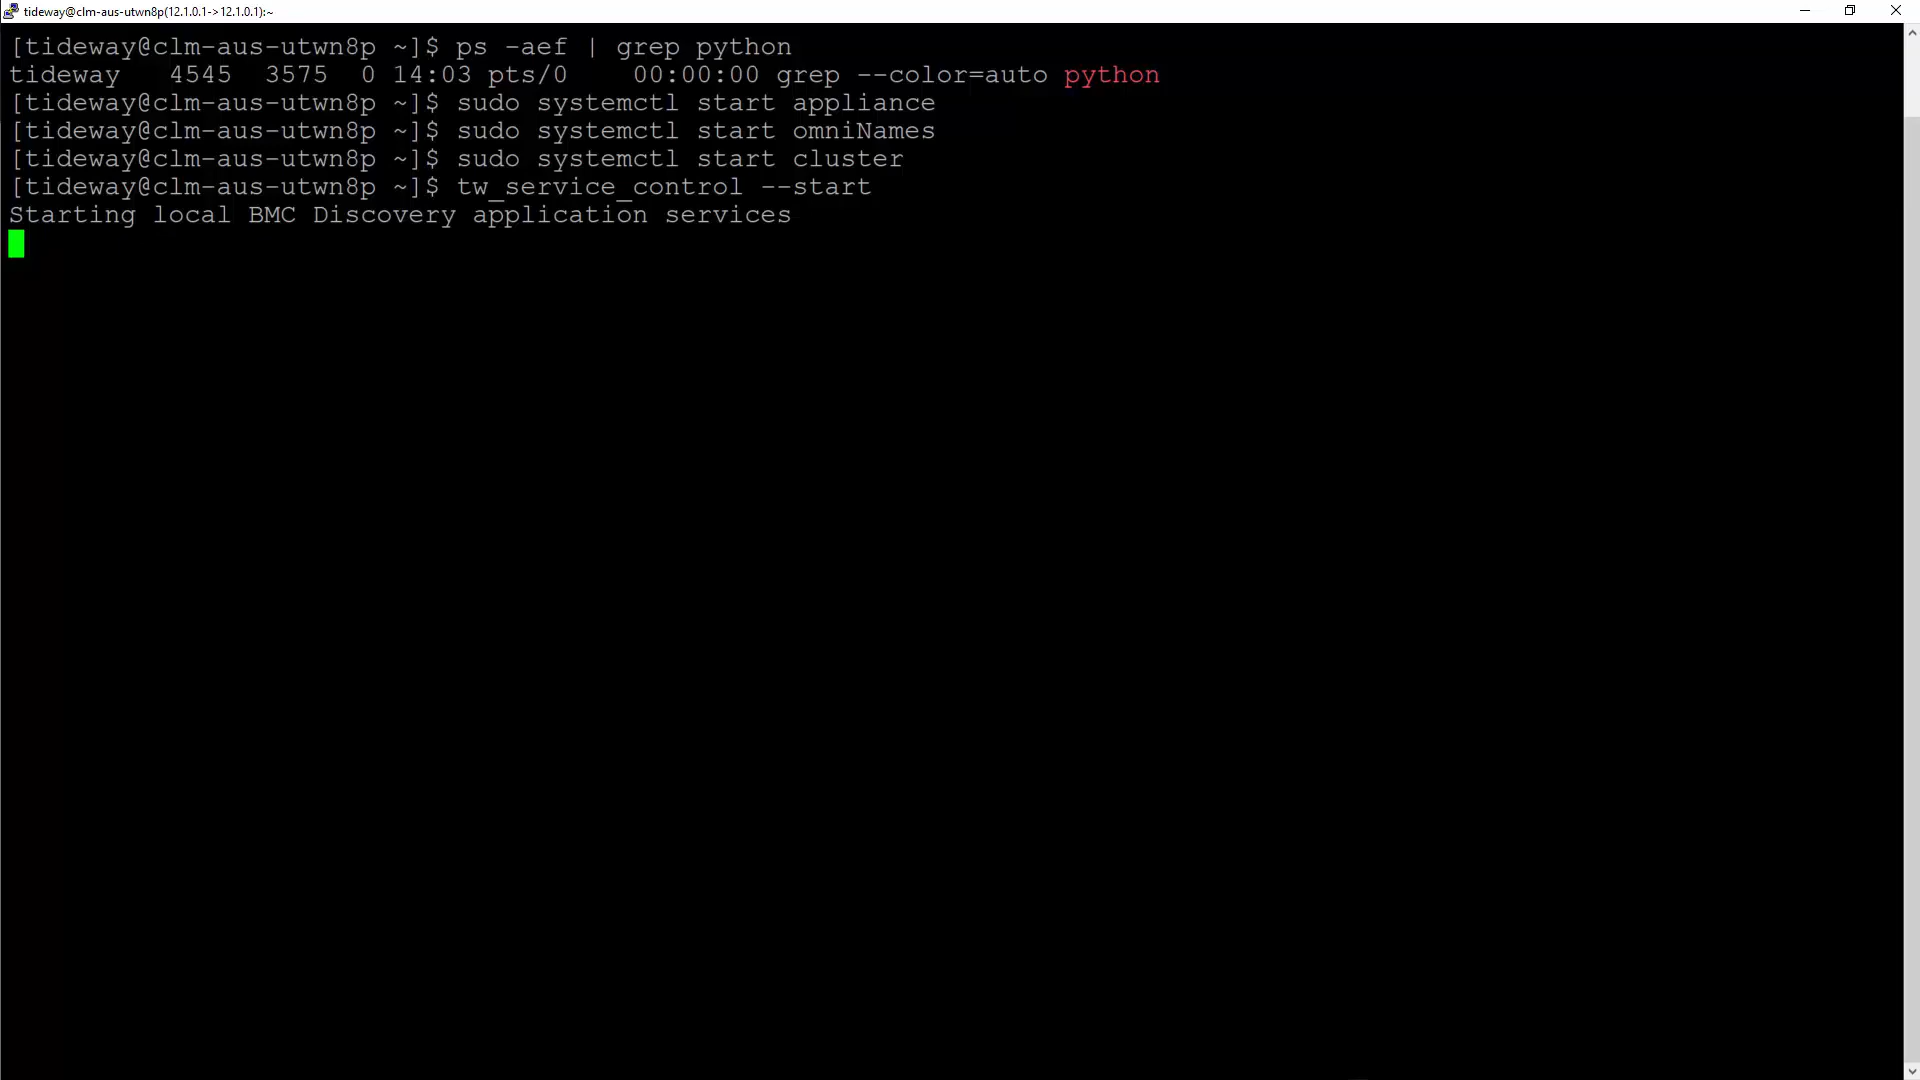 tideway@clm-aus-utwn8p(12.1.0.1->12.1.0.1):~
[tideway@clm-aus-utwn8p ~]$ ps -aef | grep python
tideway   4545  3575  0 14:03 pts/0    00:00:00 grep --color=auto python
[tideway@clm-aus-utwn8p ~]$ sudo systemctl start appliance
[tideway@clm-aus-utwn8p ~]$ sudo systemctl start omniNames
[tideway@clm-aus-utwn8p ~]$ sudo systemctl start cluster
[tideway@clm-aus-utwn8p ~]$ tw_service_control --start
Starting local BMC Discovery application services